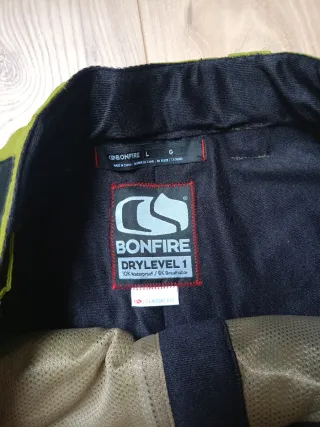 BONFIRE L G
BONFIRE
DRYLEVEL 1
10K Waterproof / 8K Breathable